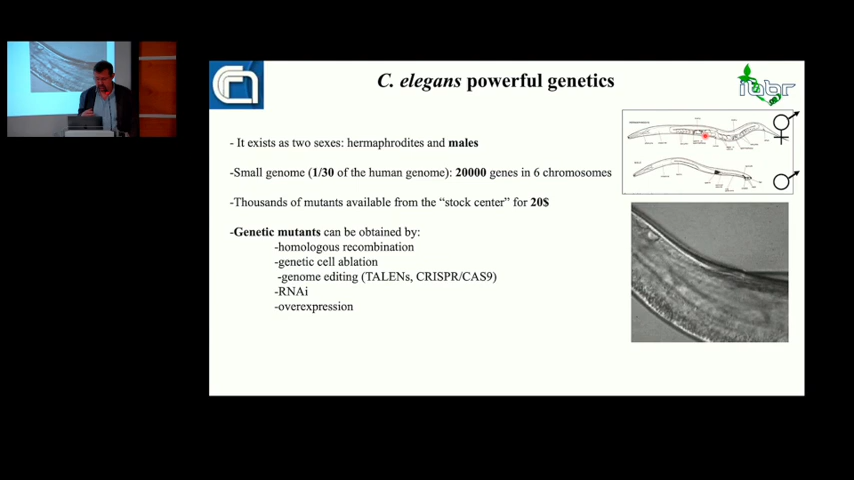 C. elegans powerful genetics
ibbr
- It exists as two sexes: hermaphrodites and males
-Small genome (1/30 of the human genome): 20000 genes in 6 chromosomes
-Thousands of mutants available from the “stock center” for 20$
-Genetic mutants can be obtained by:
-homologous recombination
-genetic cell ablation
-genome editing (TALENs, CRISPR/CAS9)
-RNAi
-overexpression